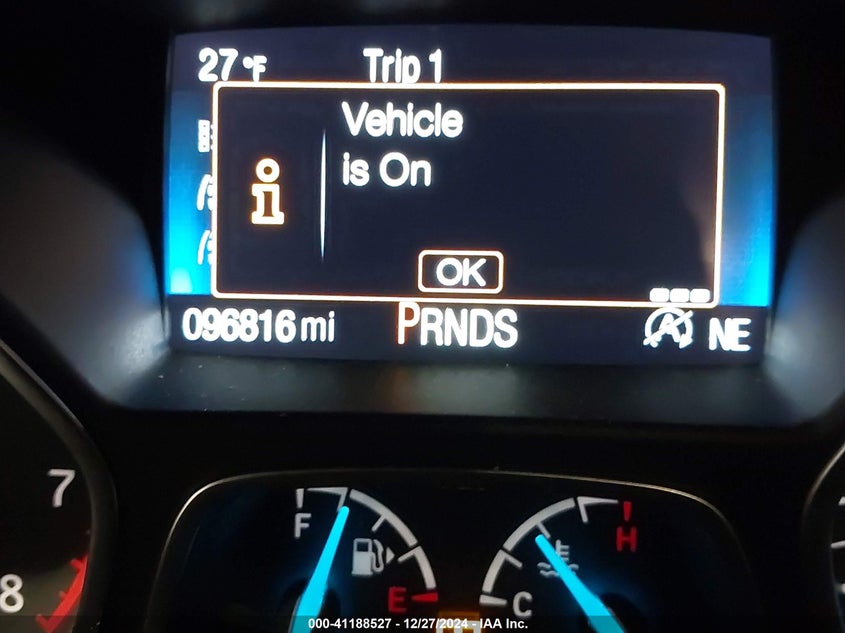 27 °F Trip 1
Vehicle
is On
OK
096816 mi PRNDS A NE
7
8
F E
C H
000-41188527 - 12/27/2024 - IAA Inc.